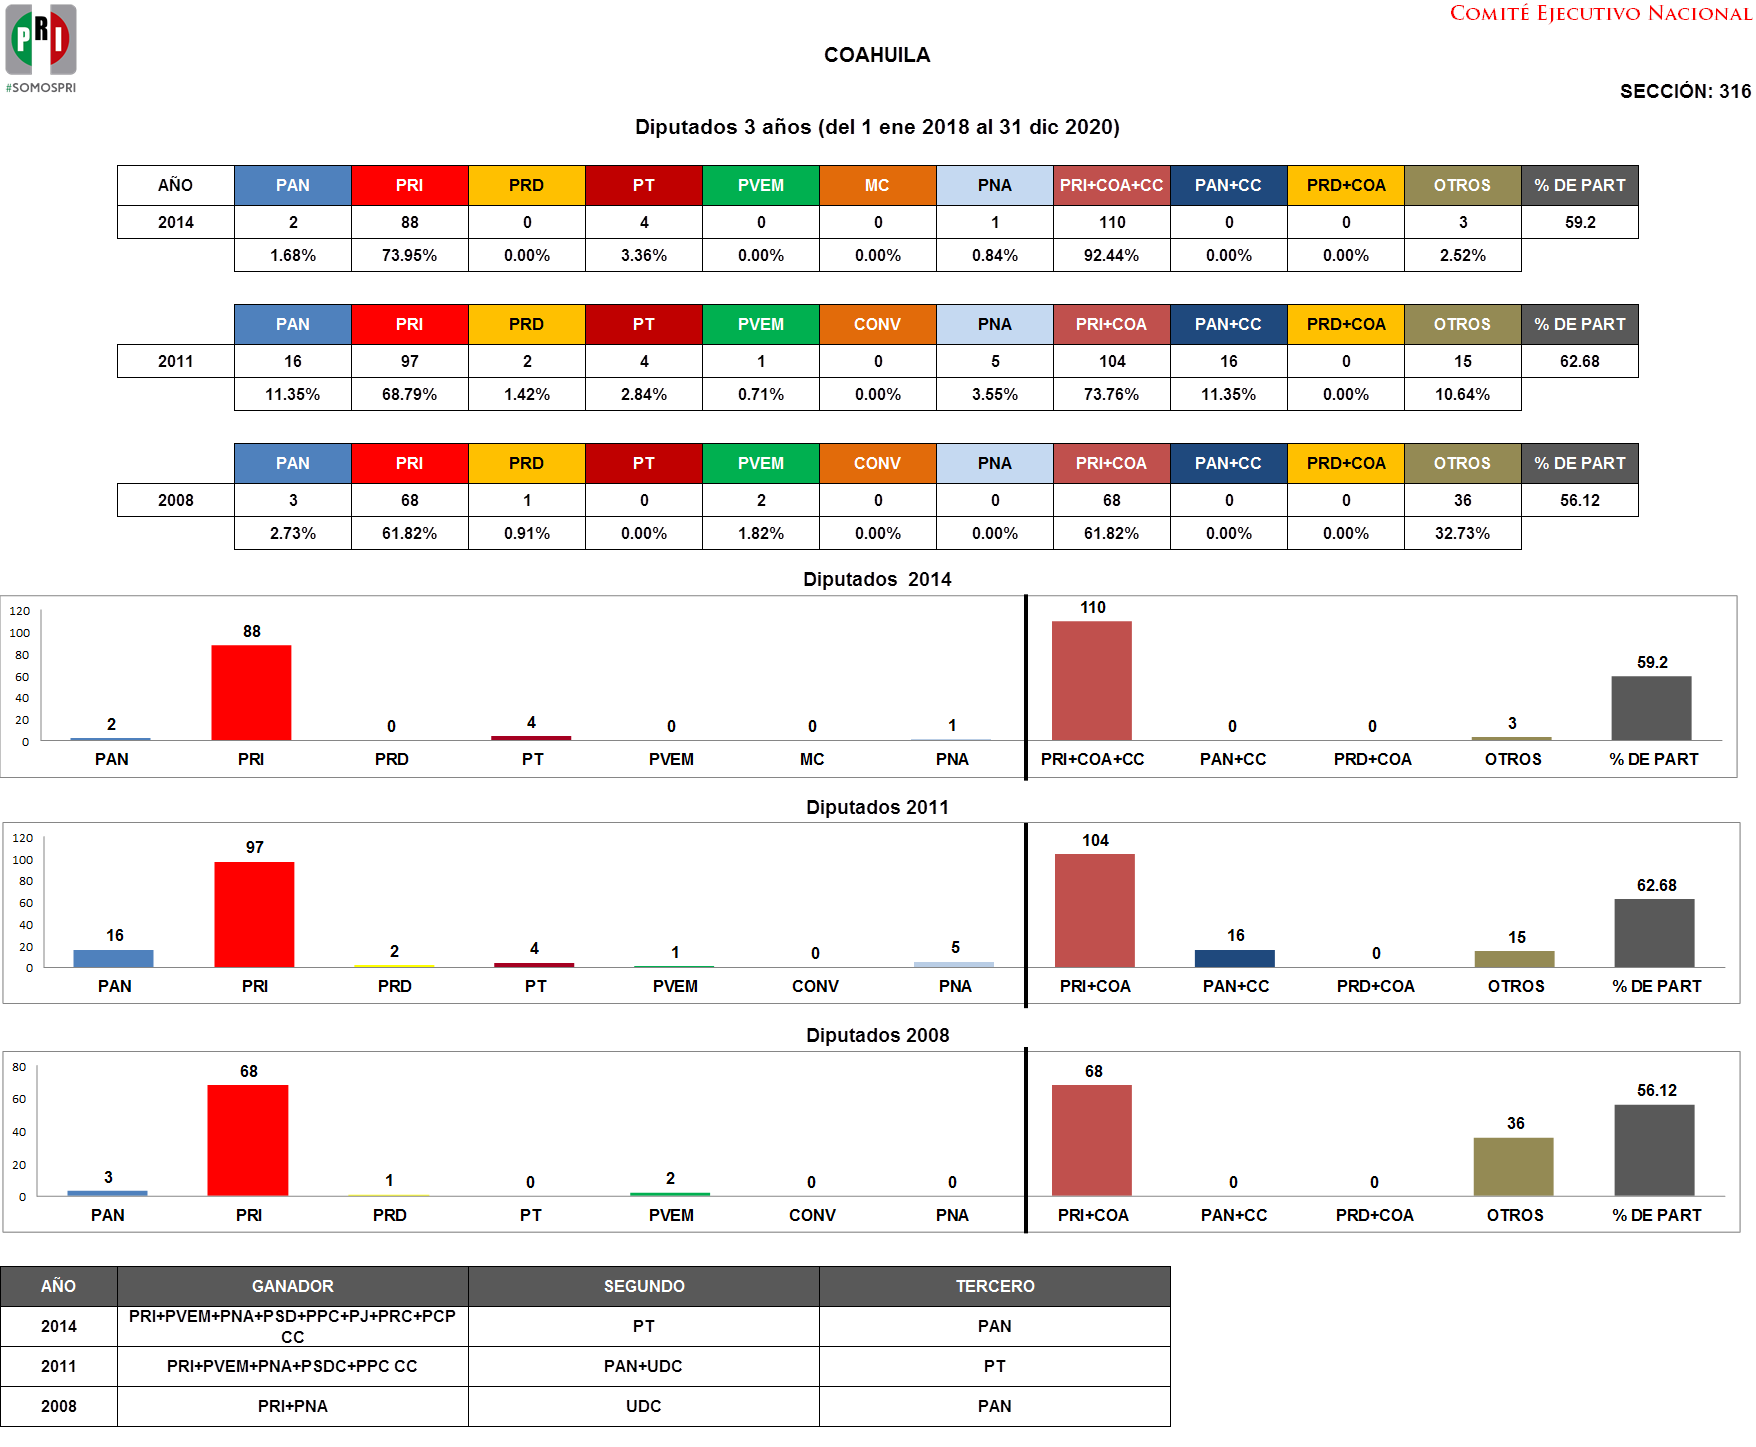 COMITÉ EJECUTIVO NACIONAL
PRI
#SOMOSPRI
COAHUILA
SECCIÓN: 316
Diputados 3 años (del 1 ene 2018 al 31 dic 2020)
AÑO PAN PRI PRD PT PVEM MC PNA PRI+COA+CC PAN+CC PRD+COA OTROS % DE PART
2014 2 88 0 4 0 0 1 110 0 0 3 59.2
1.68% 73.95% 0.00% 3.36% 0.00% 0.00% 0.84% 92.44% 0.00% 0.00% 2.52%
PAN PRI PRD PT PVEM CONV PNA PRI+COA PAN+CC PRD+COA OTROS % DE PART
2011 16 97 2 4 1 0 5 104 16 0 15 62.68
11.35% 68.79% 1.42% 2.84% 0.71% 0.00% 3.55% 73.76% 11.35% 0.00% 10.64%
PAN PRI PRD PT PVEM CONV PNA PRI+COA PAN+CC PRD+COA OTROS % DE PART
2008 3 68 1 0 2 0 0 68 0 0 36 56.12
2.73% 61.82% 0.91% 0.00% 1.82% 0.00% 0.00% 61.82% 0.00% 0.00% 32.73%
Diputados 2014
120
100
80
60
40
20
0
2 88 0 4 0 0 1 110 0 0 3 59.2
PAN PRI PRD PT PVEM MC PNA PRI+COA+CC PAN+CC PRD+COA OTROS % DE PART
Diputados 2011
120
100
80
60
40
20
0
16 97 2 4 1 0 5 104 16 0 15 62.68
PAN PRI PRD PT PVEM CONV PNA PRI+COA PAN+CC PRD+COA OTROS % DE PART
Diputados 2008
80
60
40
20
0
3 68 1 0 2 0 0 68 0 0 36 56.12
PAN PRI PRD PT PVEM CONV PNA PRI+COA PAN+CC PRD+COA OTROS % DE PART
AÑO GANADOR SEGUNDO TERCERO
2014 PRI+PVEM+PNA+PSD+PPC+PJ+PRC+PCP CC PT PAN
2011 PRI+PVEM+PNA+PSDC+PPC CC PAN+UDC PT
2008 PRI+PNA UDC PAN